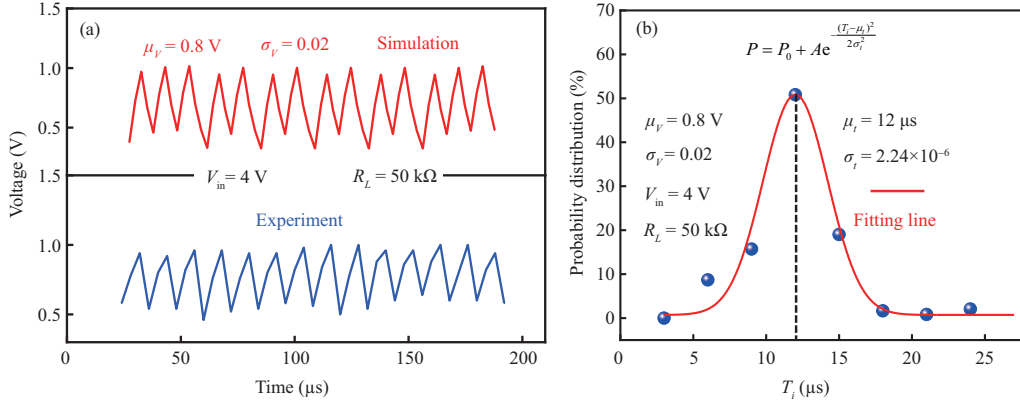 (a)
μ_V = 0.8 V
σ_V = 0.02
Simulation
1.5
1.0
0.5
1.5
1.0
0.5
Voltage (V)
V_in = 4 V
R_L = 50 kΩ
Experiment
0
50
100
150
200
Time (μs)
(b)
P = P_0 + Ae^{-(T_i−μ_t)^2/2σ_t^2}
70
60
50
40
30
20
10
0
Probability distribution (%)
μ_V = 0.8 V
σ_V = 0.02
V_in = 4 V
R_L = 50 kΩ
μ_t = 12 μs
σ_t = 2.24×10^{−6}
Fitting line
0
5
10
15
20
25
T_i (μs)